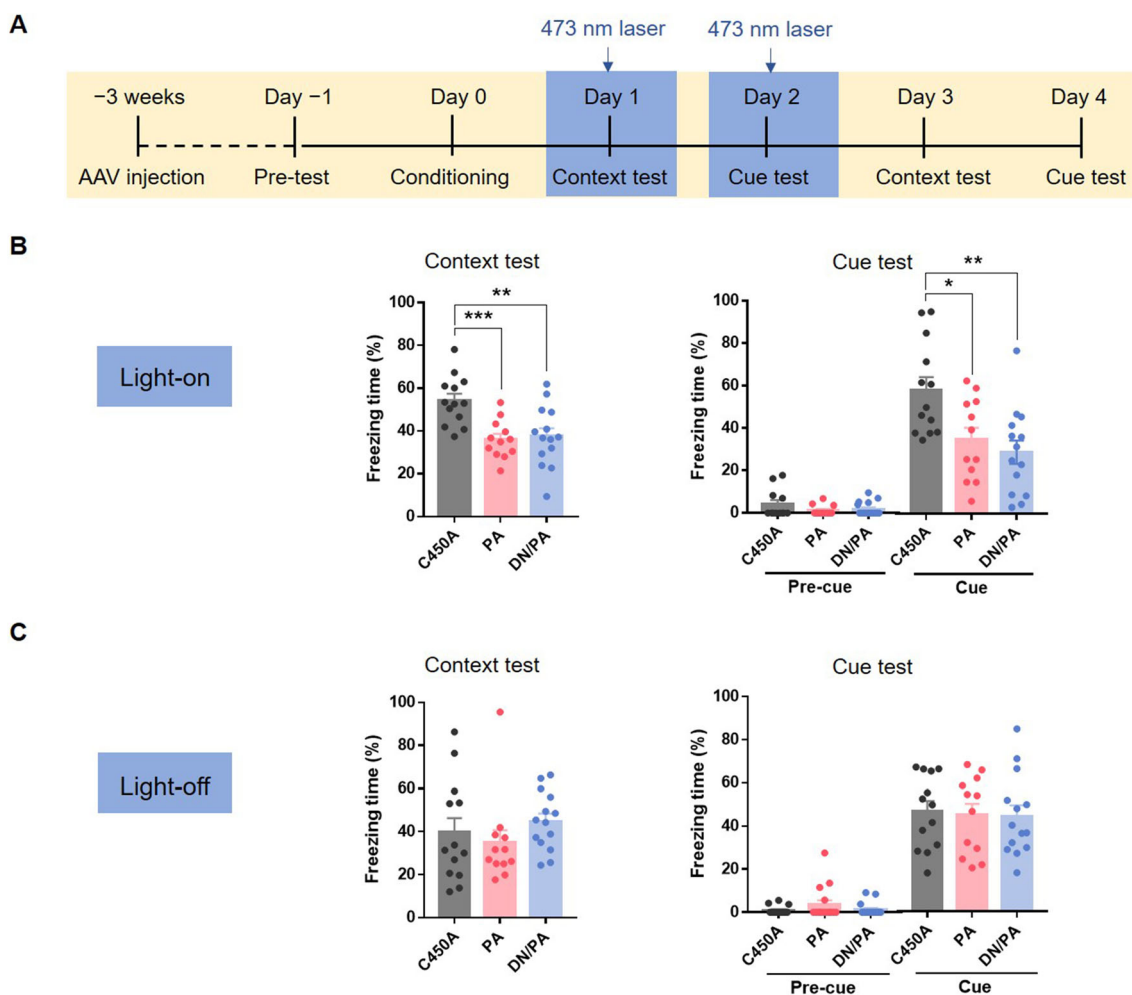 A
473 nm laser 473 nm laser
−3 weeks Day −1 Day 0 Day 1 Day 2 Day 3 Day 4
AAV injection Pre-test Conditioning Context test Cue test Context test Cue test
B
Light-on
Context test
Freezing time (%)
100
80
60
40
20
0
***
**
C450A PA DN/PA
Cue test
Freezing time (%)
100
80
60
40
20
0
**
*
C450A PA DN/PA C450A PA DN/PA
Pre-cue Cue
C
Light-off
Context test
Freezing time (%)
100
80
60
40
20
0
C450A PA DN/PA
Cue test
Freezing time (%)
100
80
60
40
20
0
C450A PA DN/PA C450A PA DN/PA
Pre-cue Cue